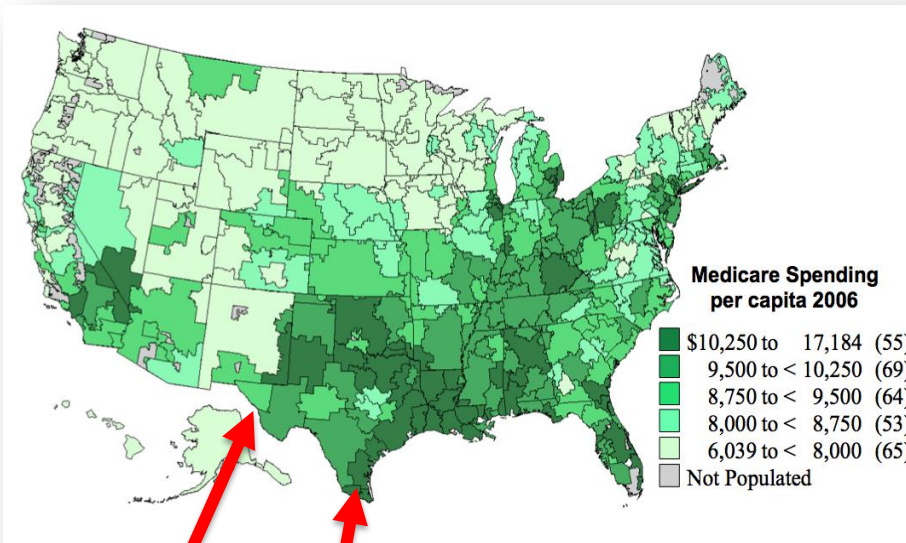 Medicare Spending
per capita 2006
$10,250 to 17,184 (55)
9,500 to < 10,250 (69)
8,750 to < 9,500 (64)
8,000 to < 8,750 (53)
6,039 to < 8,000 (65)
Not Populated